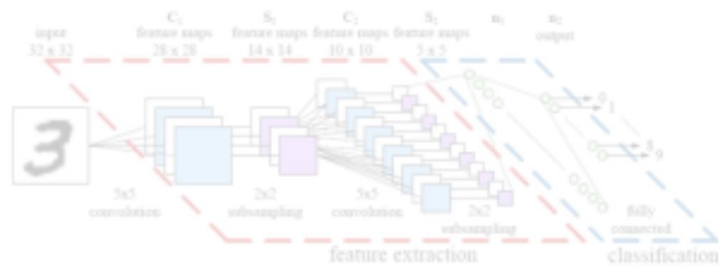 C₁ S₁ C₂ S₂ n₁ n₂
input feature maps feature maps feature maps feature maps output
32 x 32 28 x 28 14 x 14 10 x 10 5 x 5
3
0
1
8
9
5x5 2x2 5x5 2x2 fully
convolution subsampling convolution subsampling connected
feature extraction classification